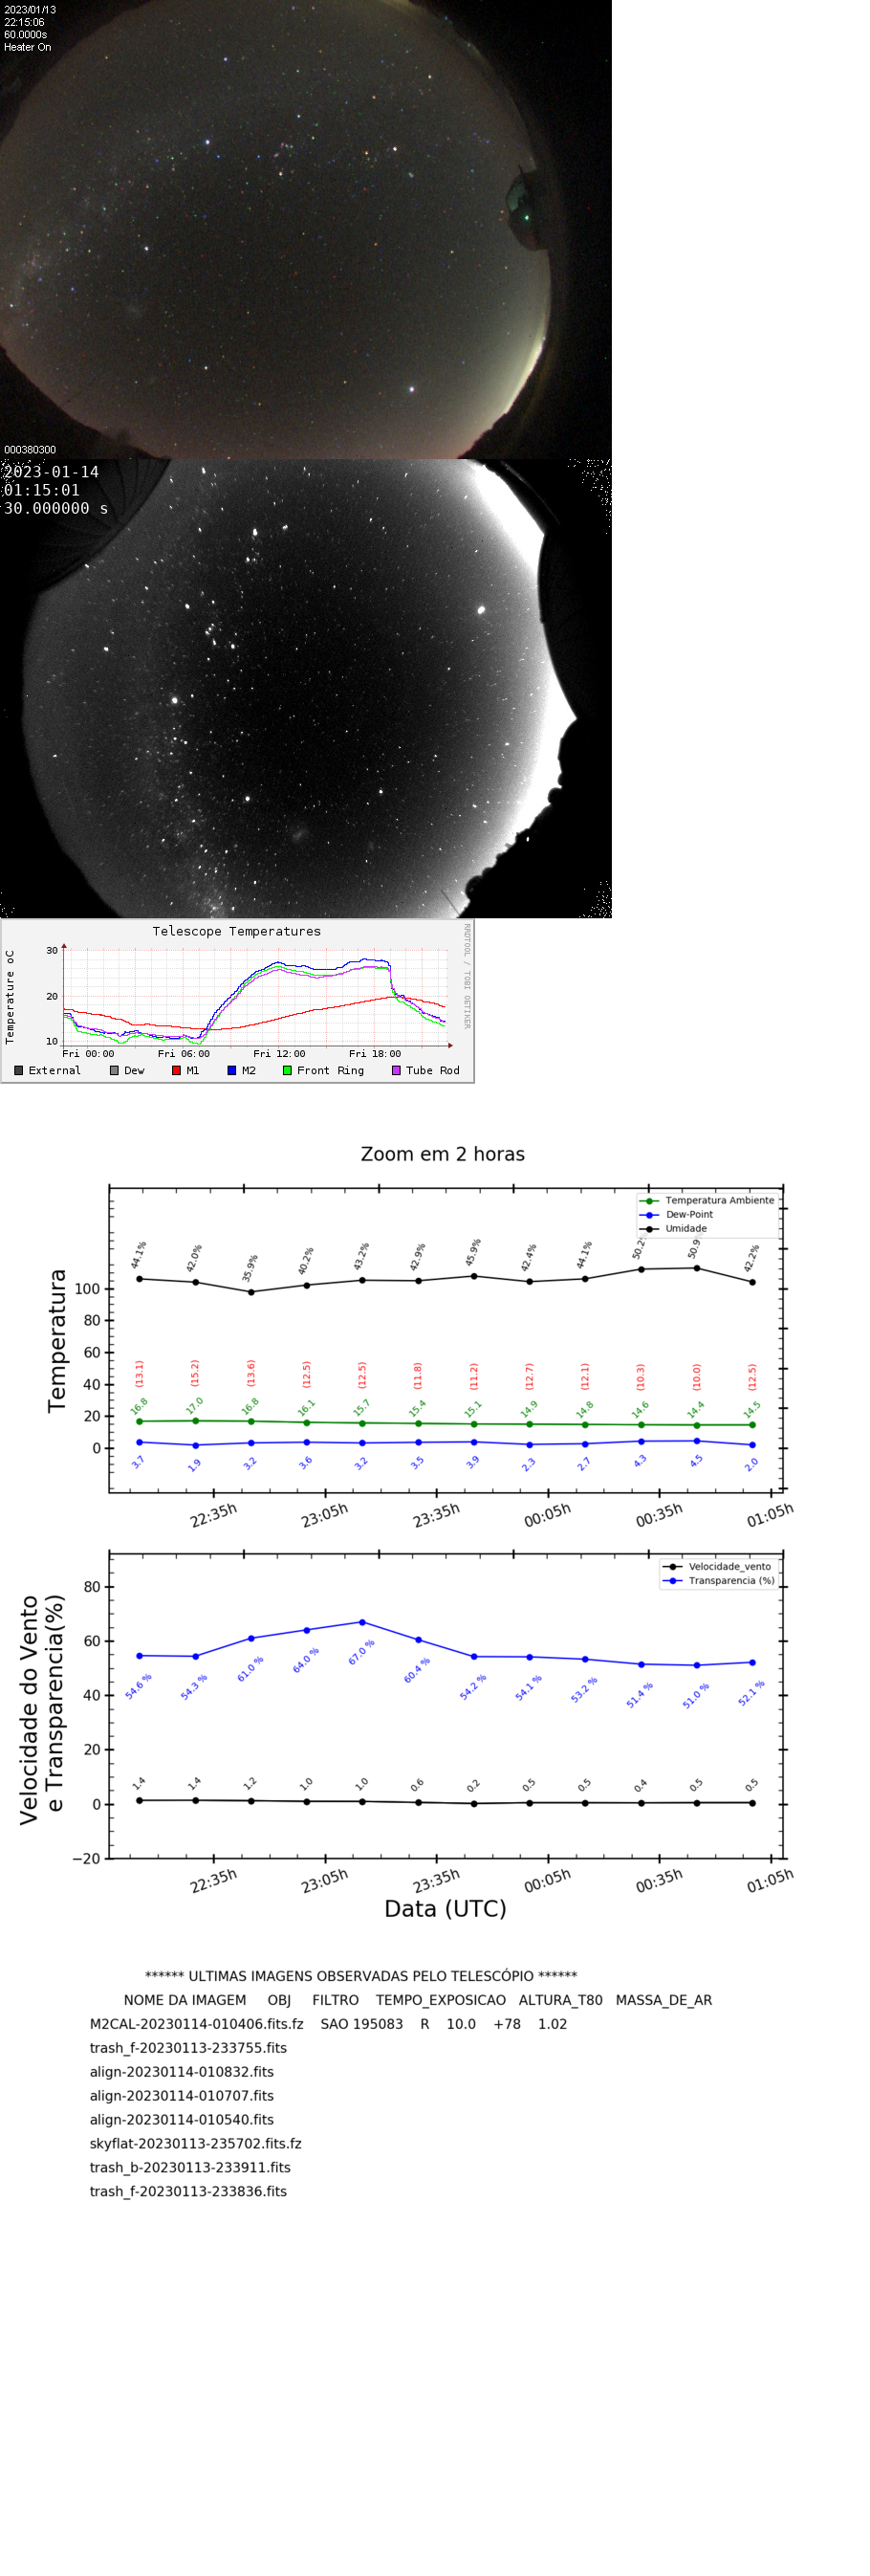 2023/01/13
22:15:06
60.0000s
Heater On
000380300
2023-01-14
01:15:01
30.000000 s
Telescope Temperatures
RRDTOOL / TOBI OETIKER
Temperature oC
30
20
10
Fri 00:00 Fri 06:00 Fri 12:00 Fri 18:00
External Dew M1 M2 Front Ring Tube Rod
Zoom em 2 horas
Temperatura Ambiente
Dew-Point
Umidade
Temperatura
100
80
60
40
20
0
44.1% 42.0% 35.9% 40.2% 43.2% 42.9% 45.9% 42.4% 44.1% 50.2 50.9 42.2%
(13.1) (15.2) (13.6) (12.5) (12.5) (11.8) (11.2) (12.7) (12.1) (10.3) (10.0) (12.5)
16.8 17.0 16.8 16.1 15.7 15.4 15.1 14.9 14.8 14.6 14.4 14.5
3.7 1.9 3.2 3.6 3.2 3.5 3.9 2.3 2.7 4.3 4.5 2.0
22:35h 23:05h 23:35h 00:05h 00:35h 01:05h
Velocidade_vento
Transparencia (%)
Velocidade do Vento
e Transparencia(%)
80
60
40
20
0
−20
54.6 % 54.3 % 61.0 % 64.0 % 67.0 % 60.4 % 54.2 % 54.1 % 53.2 % 51.4 % 51.0 % 52.1 %
1.4 1.4 1.2 1.0 1.0 0.6 0.2 0.5 0.5 0.4 0.5 0.5
22:35h 23:05h 23:35h 00:05h 00:35h 01:05h
Data (UTC)
****** ULTIMAS IMAGENS OBSERVADAS PELO TELESCÓPIO ******
NOME DA IMAGEM OBJ FILTRO TEMPO_EXPOSICAO ALTURA_T80 MASSA_DE_AR
M2CAL-20230114-010406.fits.fz SAO 195083 R 10.0 +78 1.02
trash_f-20230113-233755.fits
align-20230114-010832.fits
align-20230114-010707.fits
align-20230114-010540.fits
skyflat-20230113-235702.fits.fz
trash_b-20230113-233911.fits
trash_f-20230113-233836.fits